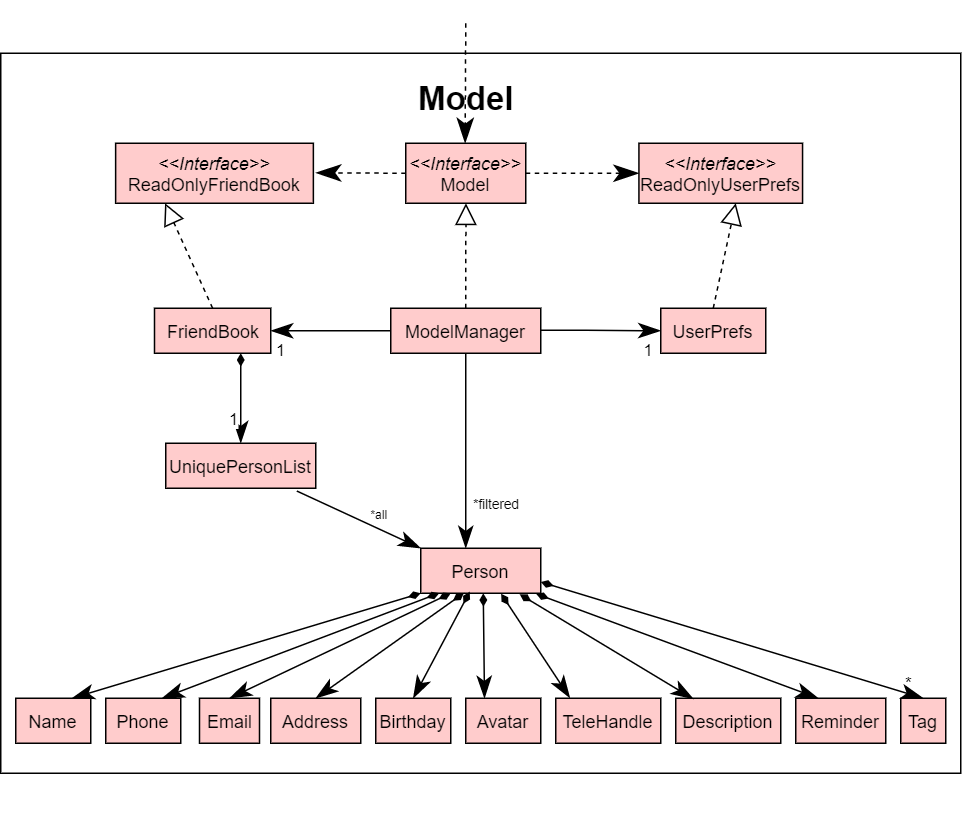 Model
<<Interface>>
ReadOnlyFriendBook
<<Interface>>
Model
<<Interface>>
ReadOnlyUserPrefs
FriendBook
ModelManager
UserPrefs
1
1
1
UniquePersonList
*all
*filtered
Person
*
Name
Phone
Email
Address
Birthday
Avatar
TeleHandle
Description
Reminder
Tag